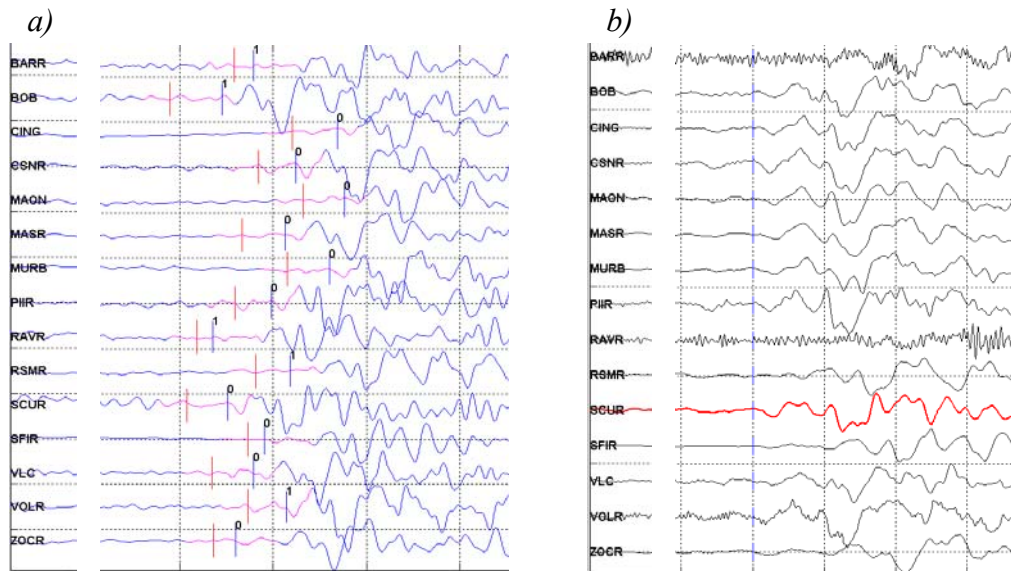 a)
BARR 1
BOB 1
CING 0
CSNR 0
MAON 0
MASR 0
MURB 0
PIIR 0
RAVR 1
RSMR 1
SCUR 0
SFIR 0
VLC 0
VOLR 1
ZOCR 0
b)
BARR
BOB
CING
CSNR
MAON
MASR
MURB
PIIR
RAVR
RSMR
SCUR
SFIR
VLC
VOLR
ZOCR